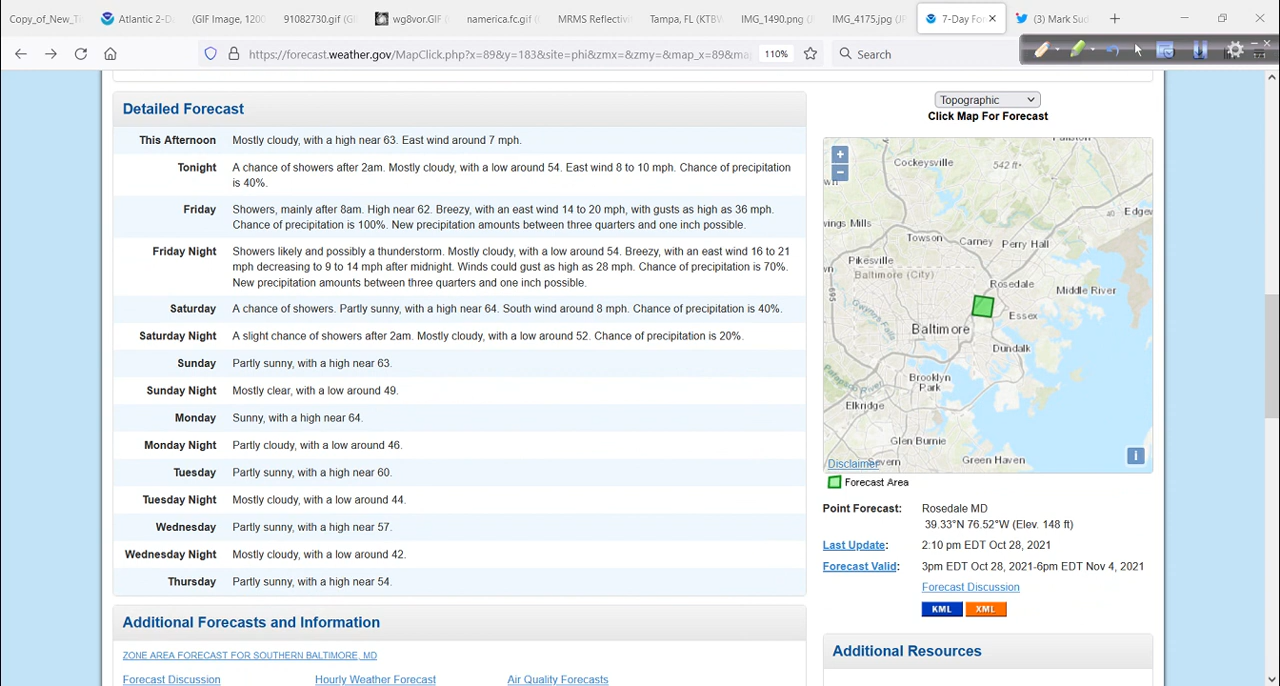 Copy_of_New_Ti
Atlantic 2-D
(GIF Image, 1200
91082730.gif (GI
wg8vor.GIF (
namerica.fc.gif (
MRMS Reflectivi
Tampa, FL (KTBW
IMG_1490.png (J
IMG_4175.jpg (JP
7-Day Fo
(3) Mark Sud
https://forecast.weather.gov/MapClick.php?x=89&y=183&site=phi&zmx=&zmy=&map_x=89&ma
110%
Search
Detailed Forecast
This Afternoon
Mostly cloudy, with a high near 63. East wind around 7 mph.
Tonight
A chance of showers after 2am. Mostly cloudy, with a low around 54. East wind 8 to 10 mph. Chance of precipitation
is 40%.
Friday
Showers, mainly after 8am. High near 62. Breezy, with an east wind 14 to 20 mph, with gusts as high as 36 mph.
Chance of precipitation is 100%. New precipitation amounts between three quarters and one inch possible.
Friday Night
Showers likely and possibly a thunderstorm. Mostly cloudy, with a low around 54. Breezy, with an east wind 16 to 21
mph decreasing to 9 to 14 mph after midnight. Winds could gust as high as 28 mph. Chance of precipitation is 70%.
New precipitation amounts between three quarters and one inch possible.
Saturday
A chance of showers. Partly sunny, with a high near 64. South wind around 8 mph. Chance of precipitation is 40%.
Saturday Night
A slight chance of showers after 2am. Mostly cloudy, with a low around 52. Chance of precipitation is 20%.
Sunday
Partly sunny, with a high near 63.
Sunday Night
Mostly clear, with a low around 49.
Monday
Sunny, with a high near 64.
Monday Night
Partly cloudy, with a low around 46.
Tuesday
Partly sunny, with a high near 60.
Tuesday Night
Mostly cloudy, with a low around 44.
Wednesday
Partly sunny, with a high near 57.
Wednesday Night
Mostly cloudy, with a low around 42.
Thursday
Partly sunny, with a high near 54.
Additional Forecasts and Information
ZONE AREA FORECAST FOR SOUTHERN BALTIMORE, MD
Forecast Discussion
Hourly Weather Forecast
Air Quality Forecasts
Topographic
Click Map For Forecast
Cockeysville
542 ft
vings Mills
Towson
Carney
Perry Hall
Edgew
Pikesville
Baltimore (City)
Rosedale
Middle River
695
Gwynns Falls
Essex
Baltimore
Dundalk
Brooklyn
Park
Elkridge
Glen Burnie
Green Haven
Severn
Disclaimer
i
Forecast Area
Point Forecast:
Rosedale MD
39.33°N 76.52°W (Elev. 148 ft)
Last Update:
2:10 pm EDT Oct 28, 2021
Forecast Valid:
3pm EDT Oct 28, 2021-6pm EDT Nov 4, 2021
Forecast Discussion
KML
XML
Additional Resources